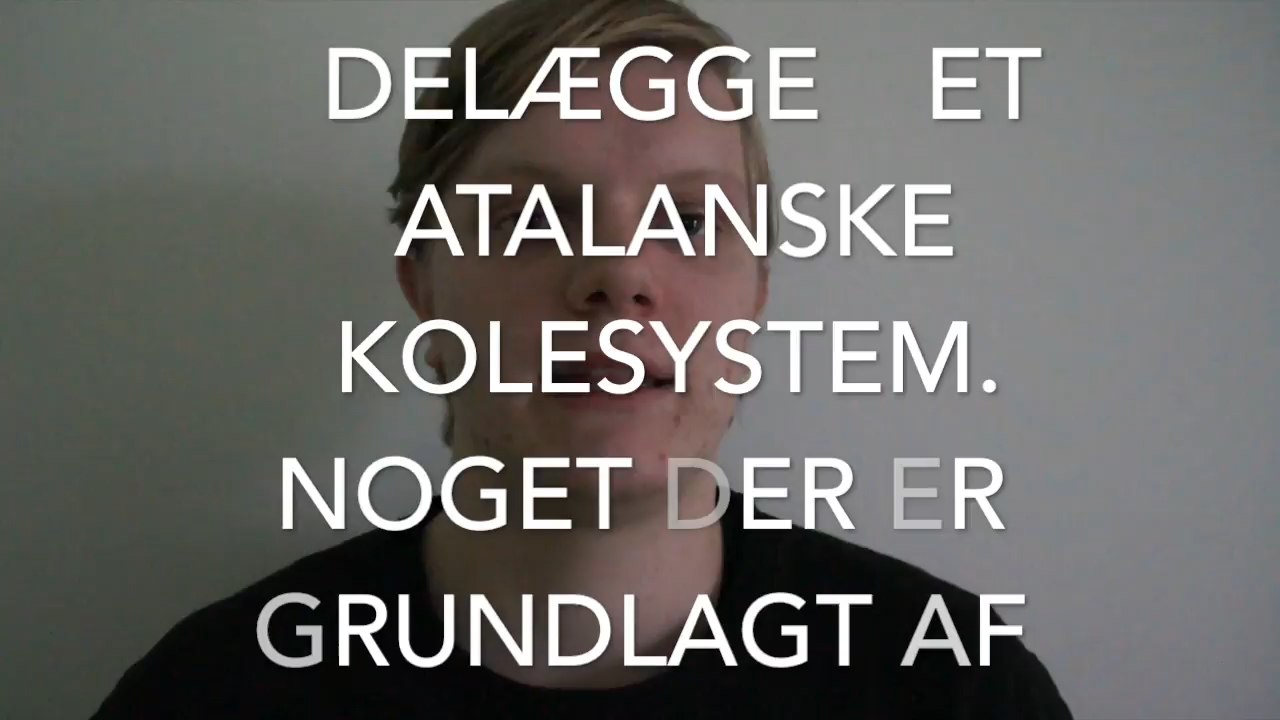 DELÆGGE ET
ATALANSKE
KOLESYSTEM.
NOGET DER ER
GRUNDLAGT AF